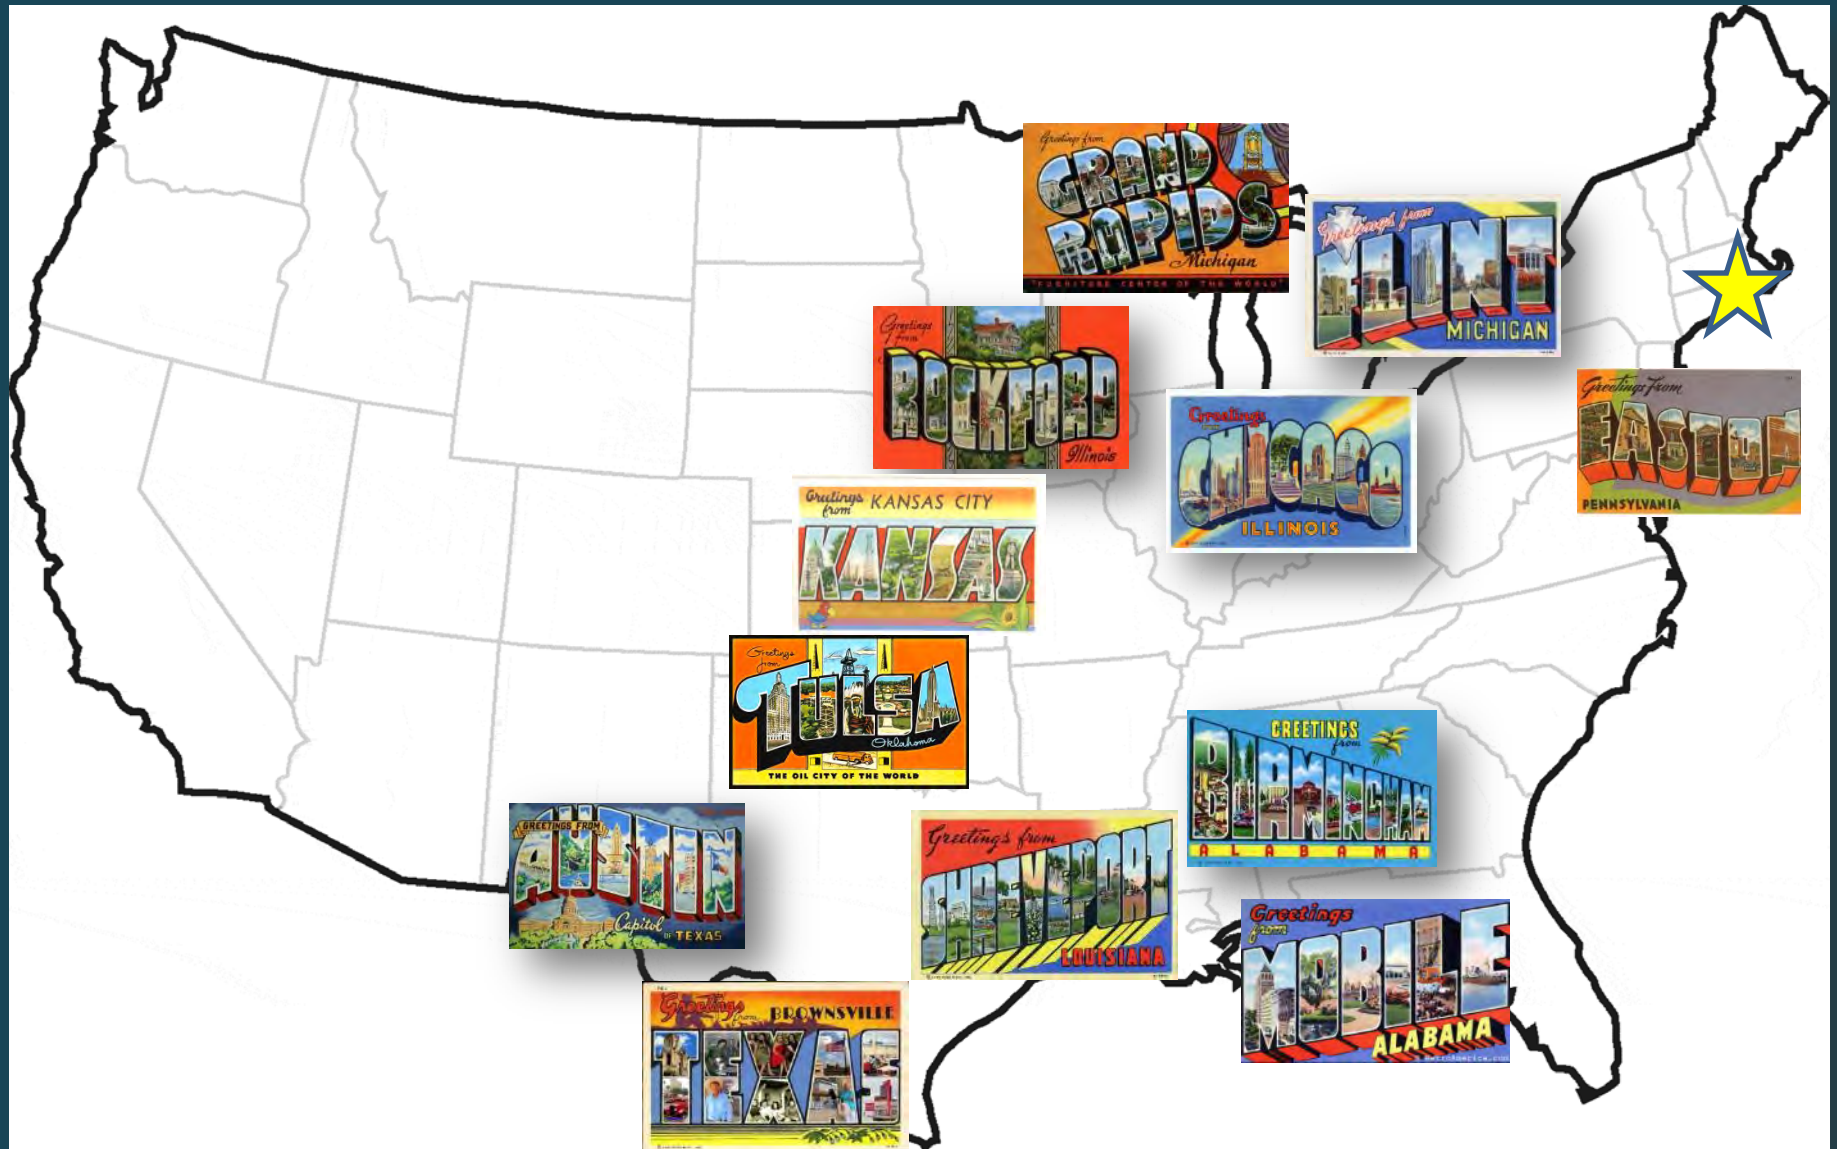 Greetings from
GRAND
RAPIDS
Michigan
"FURNITURE CENTER OF THE WORLD"
Greetings from
FLINT
MICHIGAN
Greetings
from
ROCKFORD
Illinois
Greetings
from
CHICAGO
ILLINOIS
Greetings From
EASTON
PENNSYLVANIA
Greetings
from
KANSAS CITY
KANSAS
Greetings
from
TULSA
Oklahoma
THE OIL CITY OF THE WORLD
GREETINGS
from
BIRMINGHAM
ALABAMA
GREETINGS FROM
AUSTIN
Capitol
OF TEXAS
Greetings from
SHREVEPORT
LOUISIANA
Greetings
from
MOBILE
ALABAMA
Greetings
from
BROWNSVILLE
TEXAS